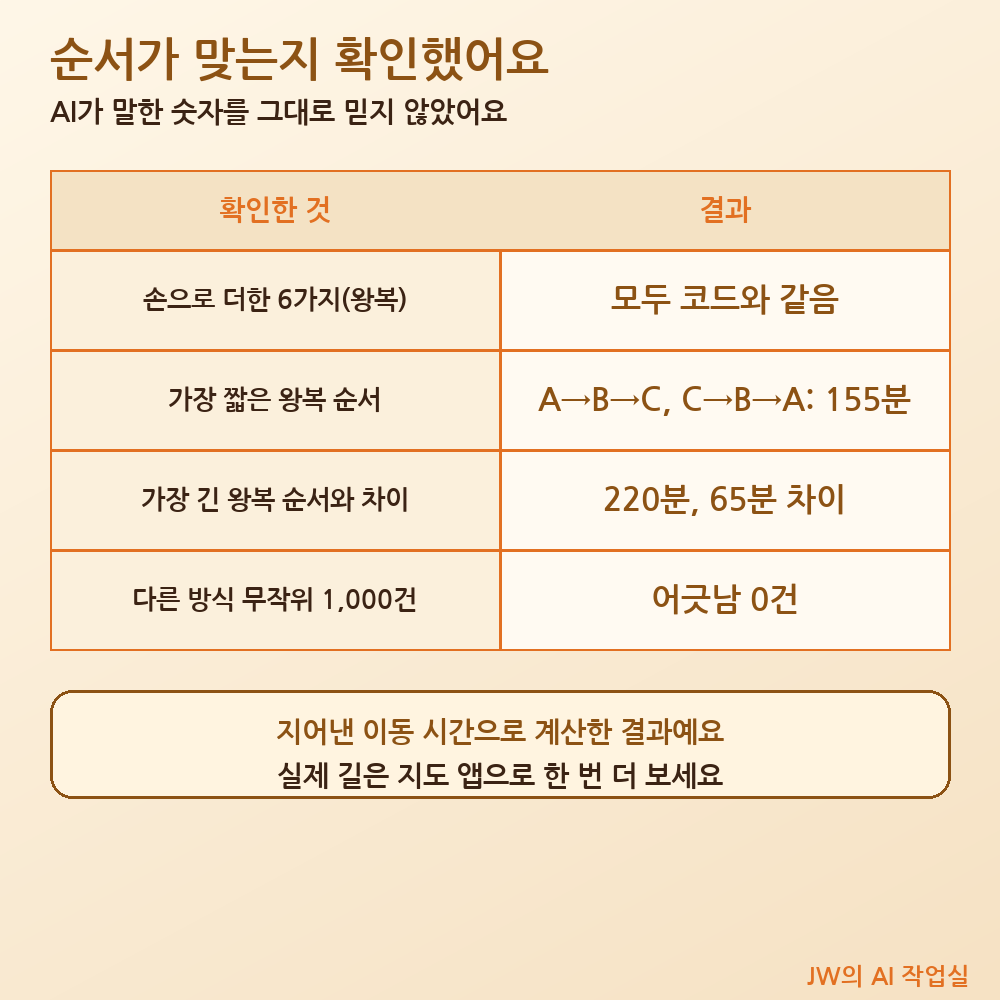 순서가 맞는지 확인했어요
AI가 말한 숫자를 그대로 믿지 않았어요
확인한 것
결과
손으로 더한 6가지(왕복)
모두 코드와 같음
가장 짧은 왕복 순서
A→B→C, C→B→A: 155분
가장 긴 왕복 순서와 차이
220분, 65분 차이
다른 방식 무작위 1,000건
어긋남 0건
지어낸 이동 시간으로 계산한 결과예요
실제 길은 지도 앱으로 한 번 더 보세요
JW의 AI 작업실